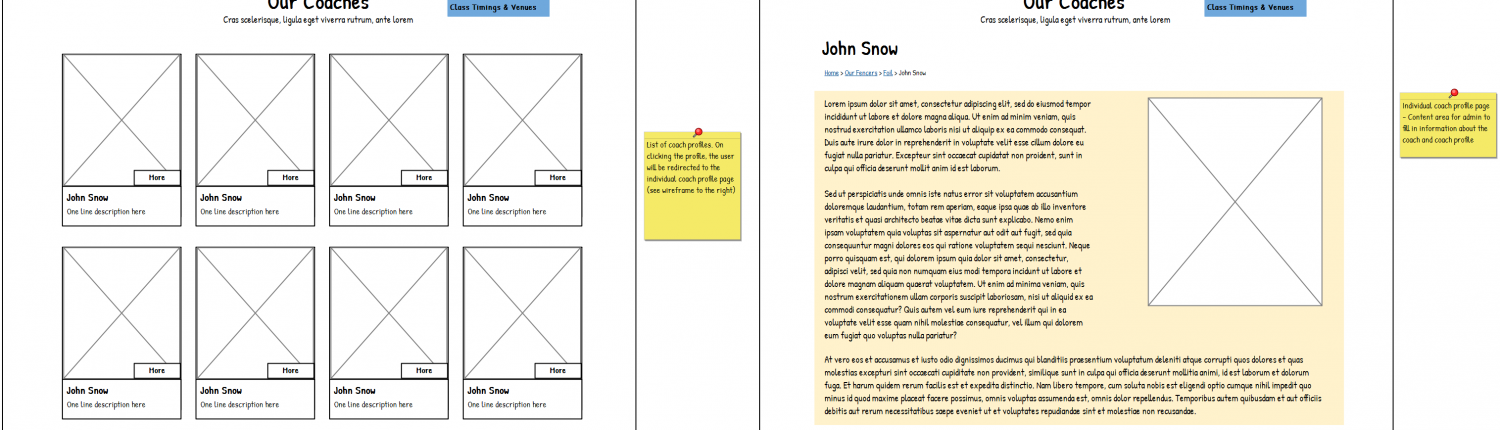 Our Coaches
Class Timings & Venues
Cras scelerisque, ligula eget viverra rutrum, ante lorem
More
More
More
More
John Snow
John Snow
John Snow
John Snow
One line description here
One line description here
One line description here
One line description here
More
More
More
More
John Snow
John Snow
John Snow
John Snow
One line description here
One line description here
One line description here
One line description here
List of coach profiles. On
clicking the profile, the user
will be redirected to the
individual coach profile page
(see wireframe to the right)
Our Coaches
Class Timings & Venues
Cras scelerisque, ligula eget viverra rutrum, ante lorem
John Snow
Home > Our Fencers > Foil > John Snow
Lorem ipsum dolor sit amet, consectetur adipiscing elit, sed do eiusmod tempor
incididunt ut labore et dolore magna aliqua. Ut enim ad minim veniam, quis
nostrud exercitation ullamco laboris nisi ut aliquip ex ea commodo consequat.
Duis aute irure dolor in reprehenderit in voluptate velit esse cillum dolore eu
fugiat nulla pariatur. Excepteur sint occaecat cupidatat non proident, sunt in
culpa qui officia deserunt mollit anim id est laborum.
Sed ut perspiciatis unde omnis iste natus error sit voluptatem accusantium
doloremque laudantium, totam rem aperiam, eaque ipsa quae ab illo inventore
veritatis et quasi architecto beatae vitae dicta sunt explicabo. Nemo enim
ipsam voluptatem quia voluptas sit aspernatur aut odit aut fugit, sed quia
consequuntur magni dolores eos qui ratione voluptatem sequi nesciunt. Neque
porro quisquam est, qui dolorem ipsum quia dolor sit amet, consectetur,
adipisci velit, sed quia non numquam eius modi tempora incidunt ut labore et
dolore magnam aliquam quaerat voluptatem. Ut enim ad minima veniam, quis
nostrum exercitationem ullam corporis suscipit laboriosam, nisi ut aliquid ex ea
commodi consequatur? Quis autem vel eum iure reprehenderit qui in ea
voluptate velit esse quam nihil molestiae consequatur, vel illum qui dolorem
eum fugiat quo voluptas nulla pariatur?
At vero eos et accusamus et iusto odio dignissimos ducimus qui blanditiis praesentium voluptatum deleniti atque corrupti quos dolores et quas
molestias excepturi sint occaecati cupiditate non provident, similique sunt in culpa qui officia deserunt mollitia animi, id est laborum et dolorum
fuga. Et harum quidem rerum facilis est et expedita distinctio. Nam libero tempore, cum soluta nobis est eligendi optio cumque nihil impedit quo
minus id quod maxime placeat facere possimus, omnis voluptas assumenda est, omnis dolor repellendus. Temporibus autem quibusdam et aut officiis
debitis aut rerum necessitatibus saepe eveniet ut et voluptates repudiandae sint et molestiae non recusandae.
Individual coach profile page
- Content area for admin to
fill in information about the
coach and coach profile